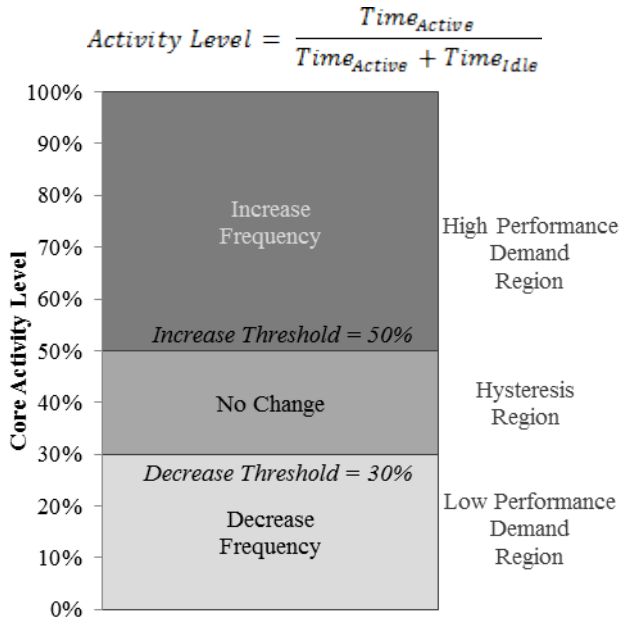 Activity Level = Time_Active / (Time_Active + Time_Idle)
100%
90%
80%
70%
60%
50%
40%
30%
20%
10%
0%
Core Activity Level
Increase
Frequency
Increase Threshold = 50%
No Change
Decrease Threshold = 30%
Decrease
Frequency
High Performance
Demand
Region
Hysteresis
Region
Low Performance
Demand
Region